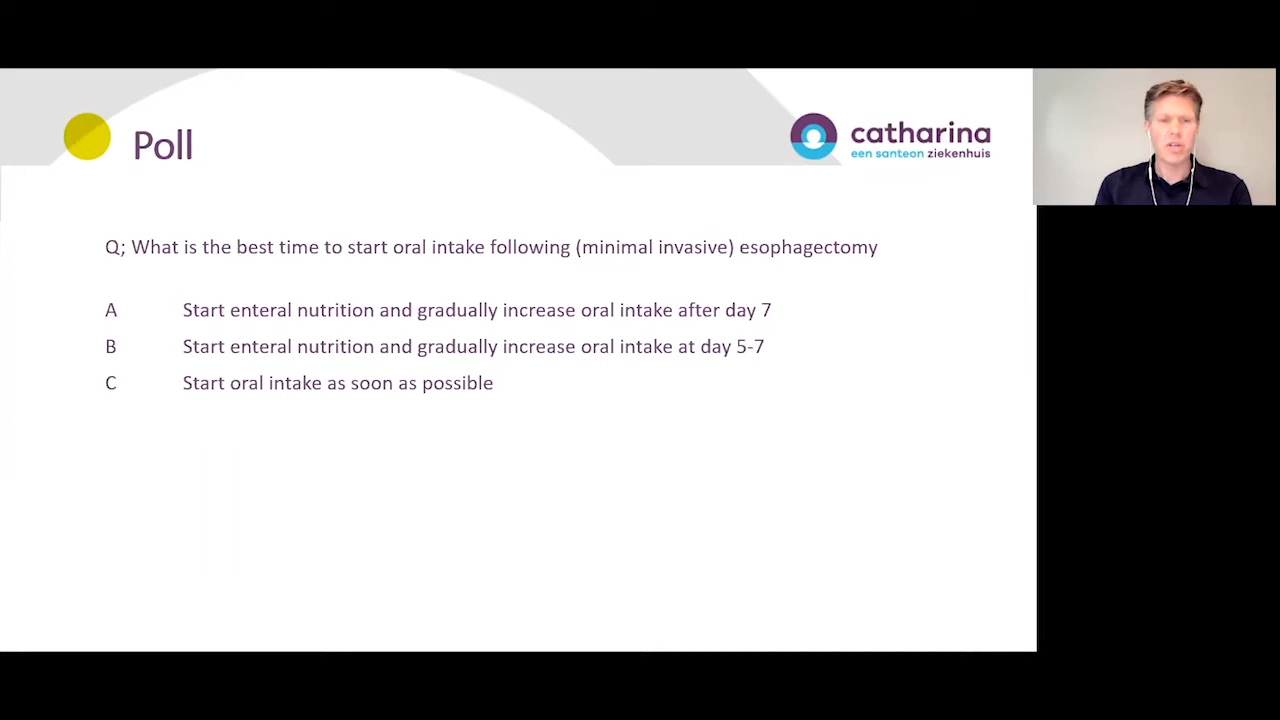 Poll
catharina
een santeon ziekenhuis
Q; What is the best time to start oral intake following (minimal invasive) esophagectomy
A Start enteral nutrition and gradually increase oral intake after day 7
B Start enteral nutrition and gradually increase oral intake at day 5-7
C Start oral intake as soon as possible